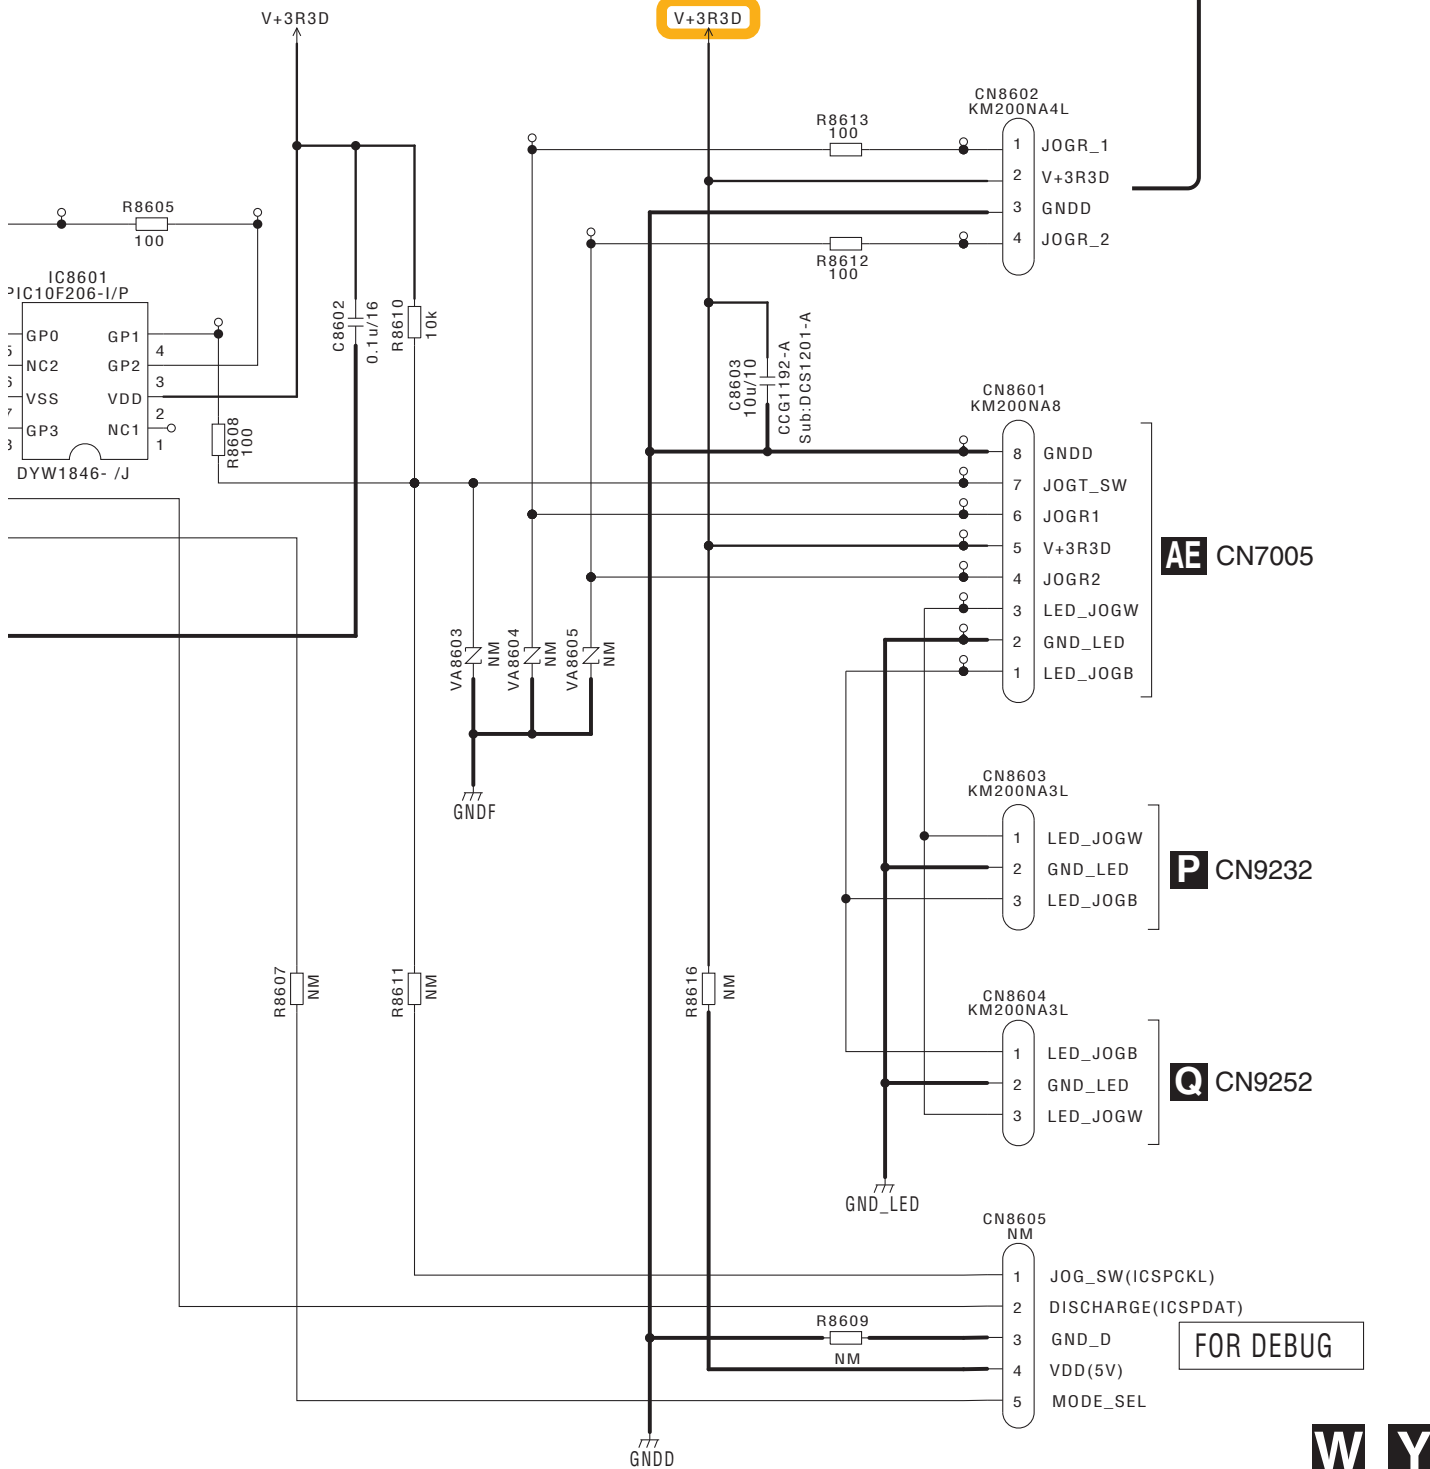 V+3R3D
V+3R3D
CN8602
KM200NA4L
R8613
100
1 JOGR_1
2 V+3R3D
3 GNDD
4 JOGR_2
R8612
100
R8605
100
IC8601
PIC10F206-I/P
GP0 GP1
4
NC2 GP2
3
VSS VDD
2
GP3 NC1
1
DYW1846- /J
R8608
100
C8602
0.1u/16
R8610
10k
C8603
10u/10
CCG1192-A
Sub:DCS1201-A
CN8601
KM200NA8
8 GNDD
7 JOGT_SW
6 JOGR1
5 V+3R3D
4 JOGR2
3 LED_JOGW
2 GND_LED
1 LED_JOGB
AE CN7005
VA8603
NM
VA8604
NM
VA8605
NM
GNDF
CN8603
KM200NA3L
1 LED_JOGW
2 GND_LED
3 LED_JOGB
P CN9232
R8607
NM
R8611
NM
R8616
NM
CN8604
KM200NA3L
1 LED_JOGB
2 GND_LED
3 LED_JOGW
Q CN9252
GND_LED
CN8605
NM
1 JOG_SW(ICSPCKL)
2 DISCHARGE(ICSPDAT)
3 GND_D
4 VDD(5V)
5 MODE_SEL
R8609
NM
FOR DEBUG
GNDD
W Y